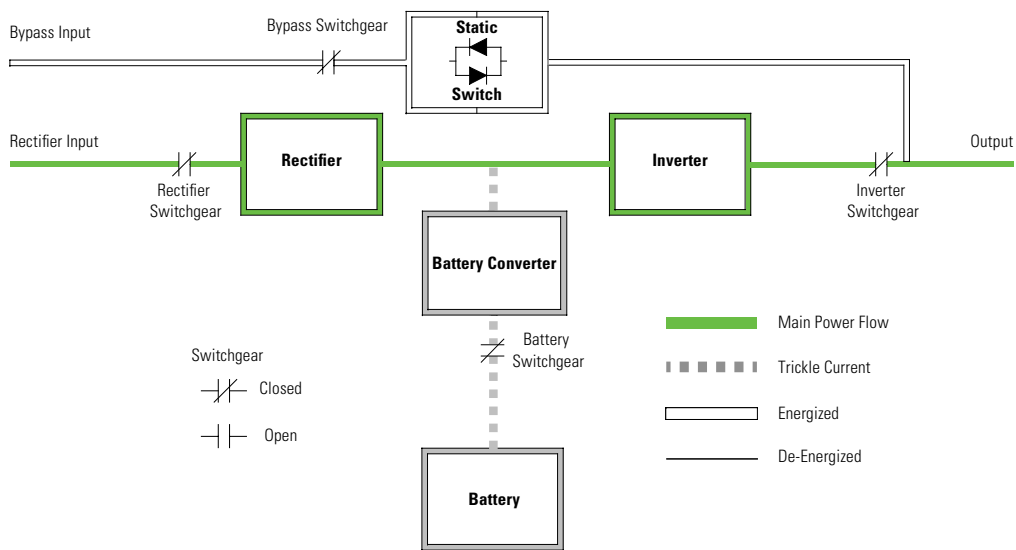 Bypass Input
Bypass Switchgear
Static
Switch
Rectifier Input
Rectifier
Inverter
Output
Rectifier
Switchgear
Inverter
Switchgear
Battery Converter
Battery
Switchgear
Battery
Switchgear
Closed
Open
Main Power Flow
Trickle Current
Energized
De-Energized